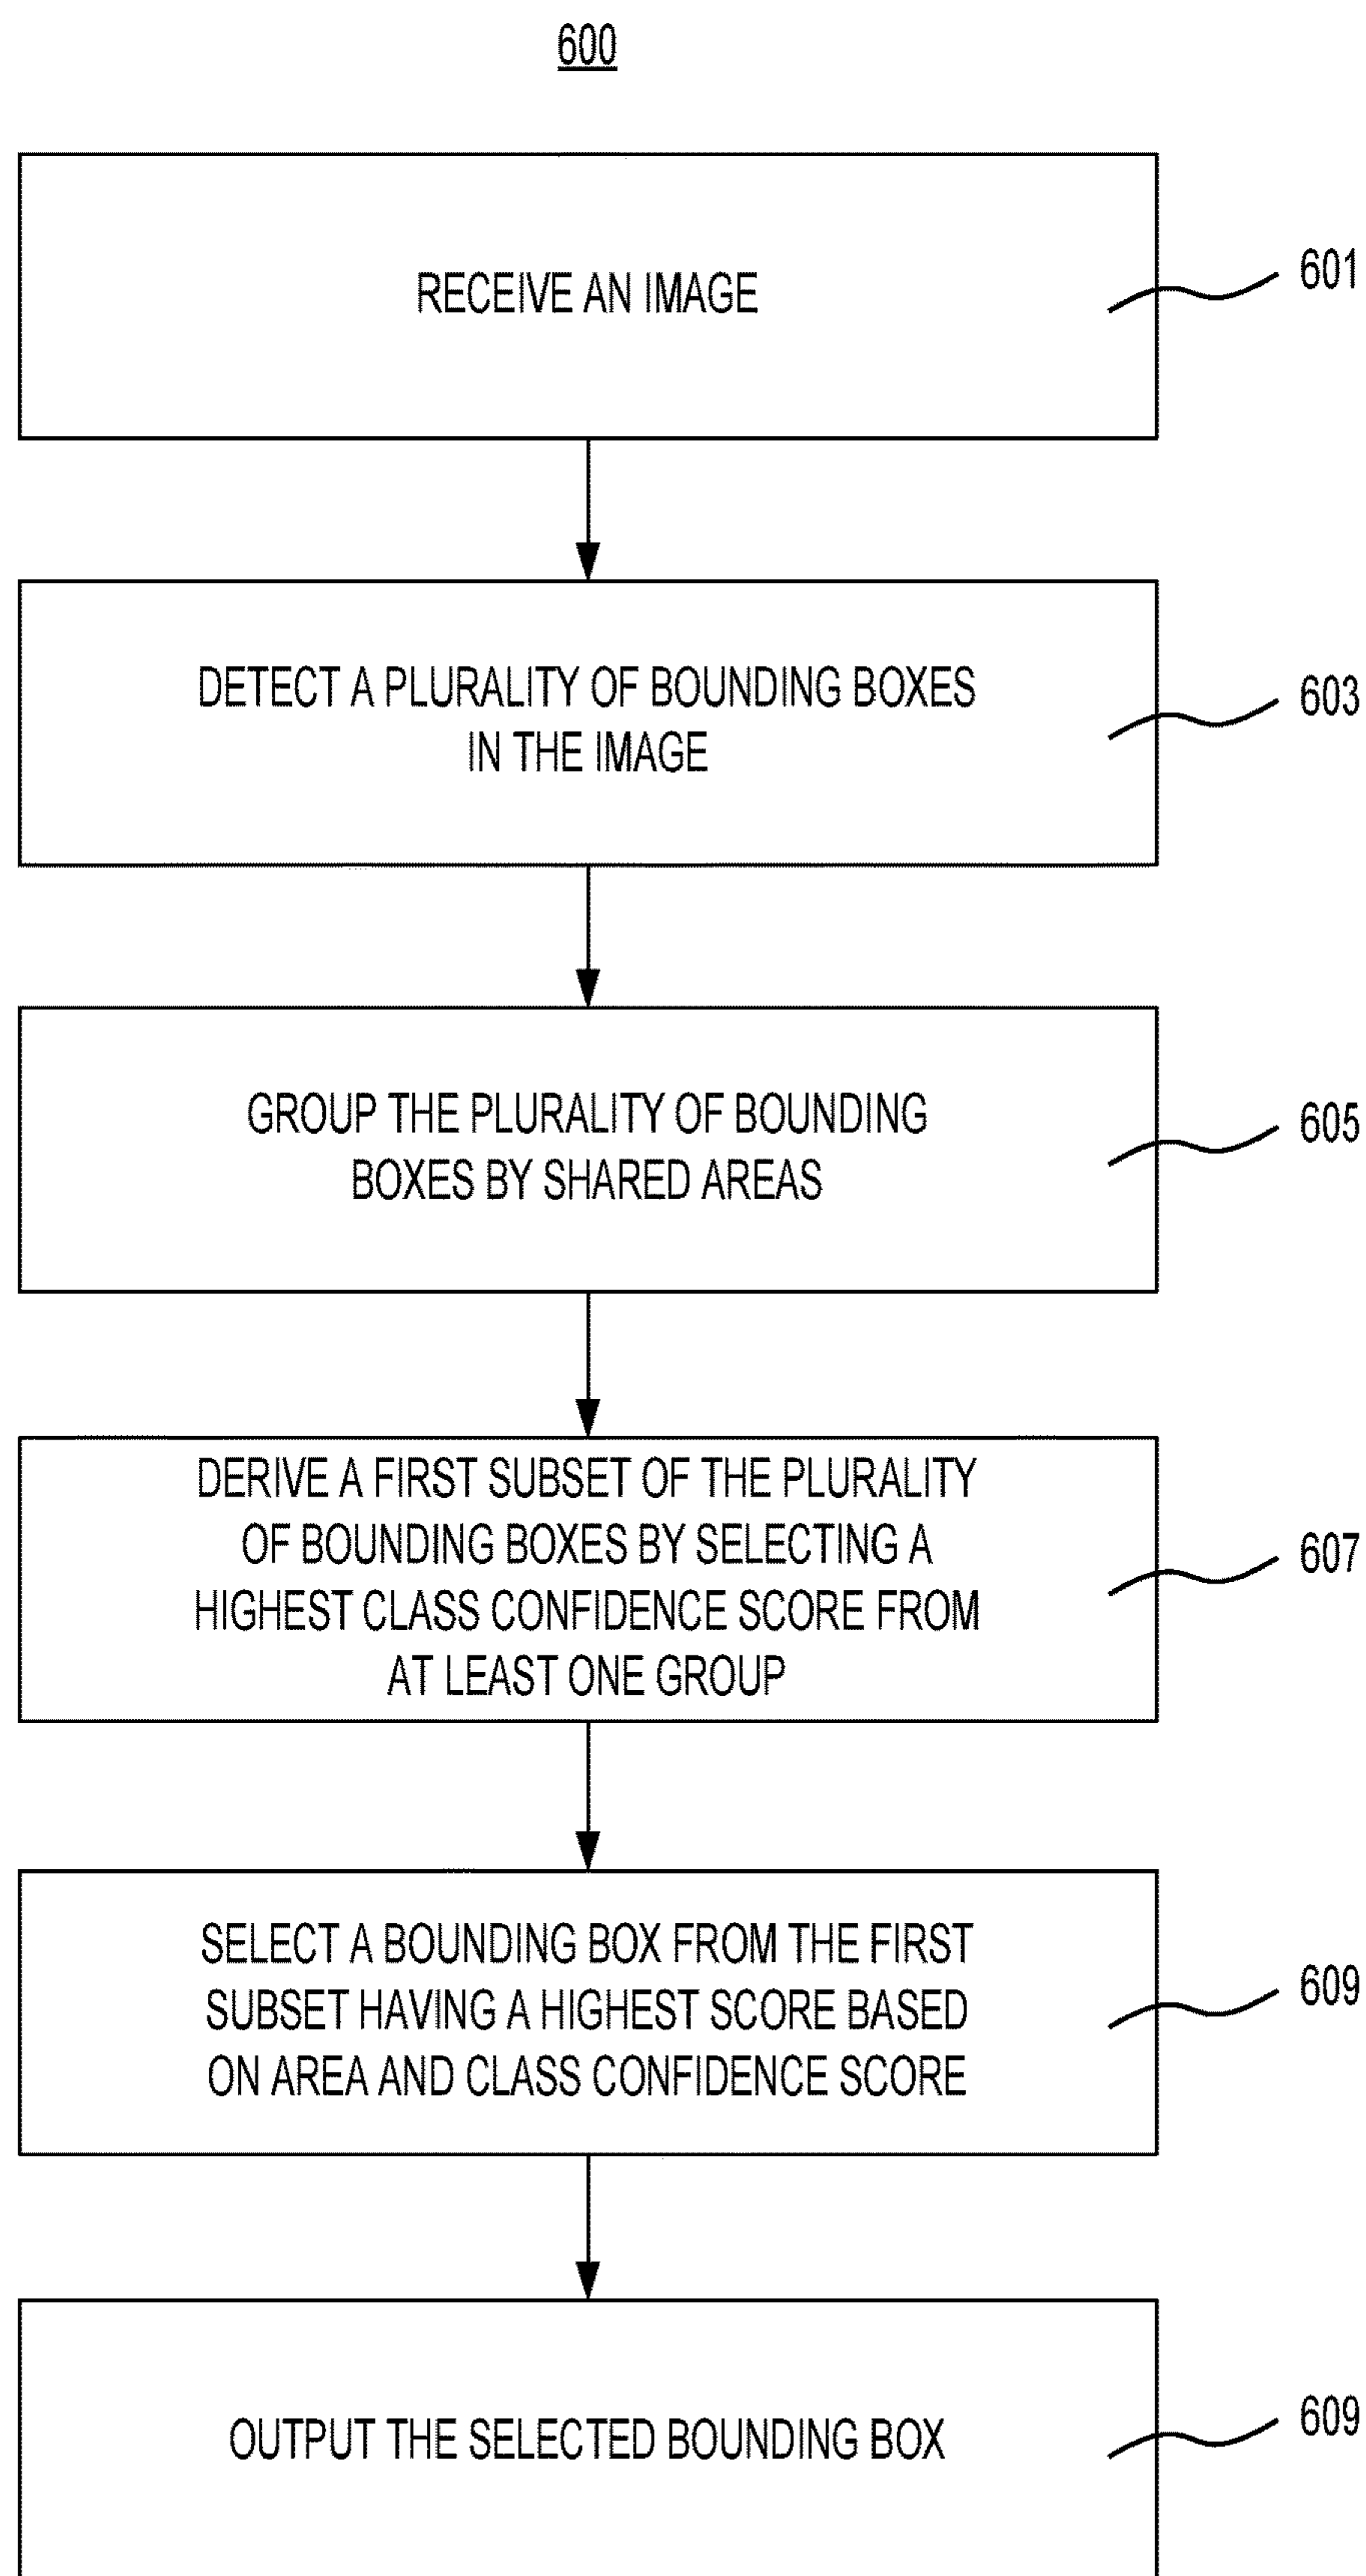 600
RECEIVE AN IMAGE
601
DETECT A PLURALITY OF BOUNDING BOXES
IN THE IMAGE
603
GROUP THE PLURALITY OF BOUNDING
BOXES BY SHARED AREAS
605
DERIVE A FIRST SUBSET OF THE PLURALITY
OF BOUNDING BOXES BY SELECTING A
HIGHEST CLASS CONFIDENCE SCORE FROM
AT LEAST ONE GROUP
607
SELECT A BOUNDING BOX FROM THE FIRST
SUBSET HAVING A HIGHEST SCORE BASED
ON AREA AND CLASS CONFIDENCE SCORE
609
OUTPUT THE SELECTED BOUNDING BOX
609